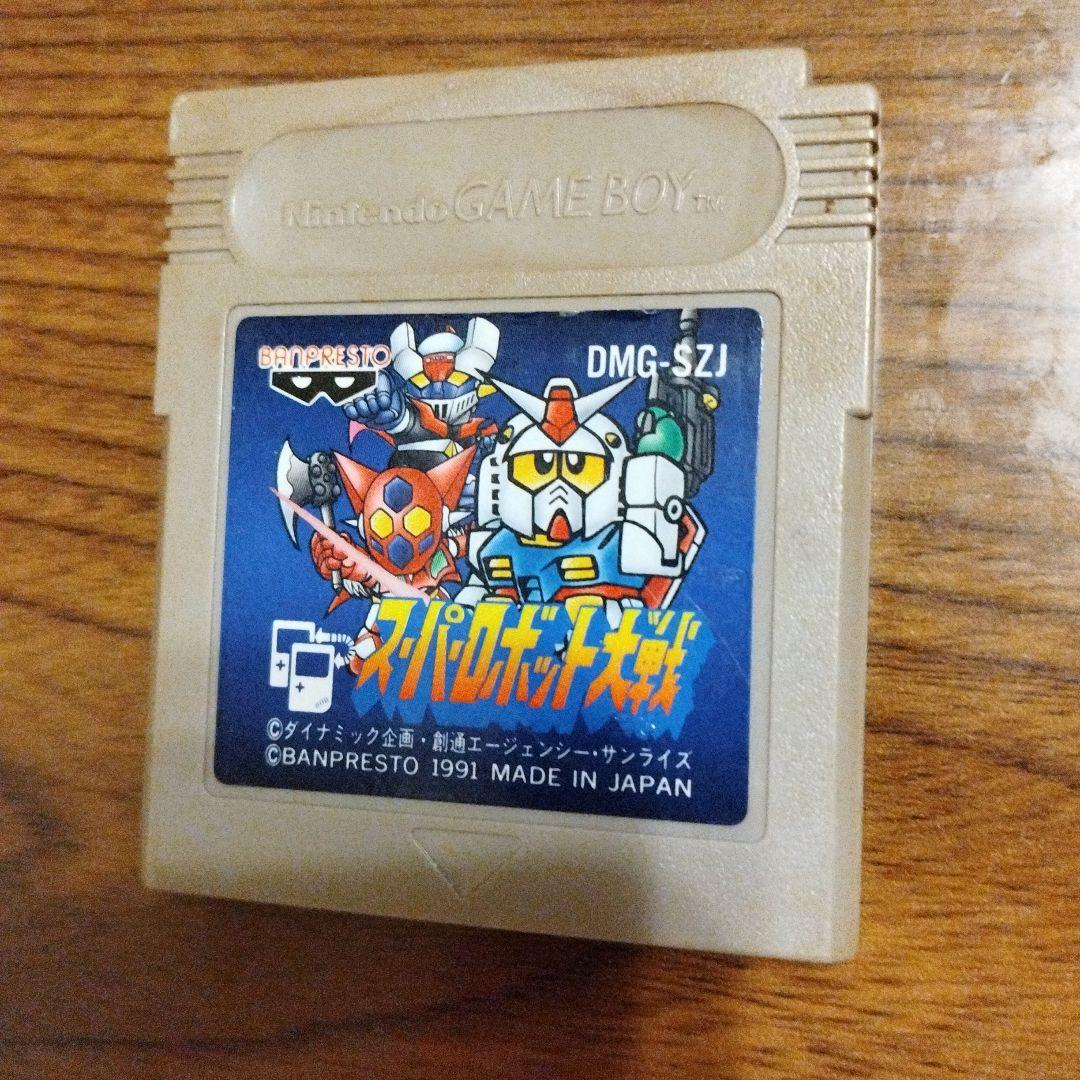 Nintendo GAME BOY TM
BANPRESTO
DMG-SZJ
スーパーロボット大戦
©ダイナミック企画・創通エージェンシー・サンライズ
©BANPRESTO 1991 MADE IN JAPAN